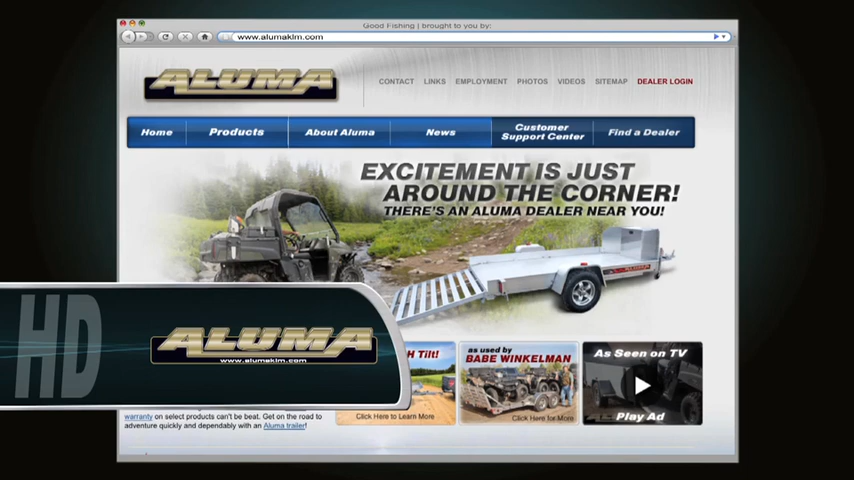 Good Fishing | brought to you by:
www.alumaklm.com
ALUMA
CONTACT LINKS EMPLOYMENT PHOTOS VIDEOS SITEMAP DEALER LOGIN
Home Products About Aluma News Customer Support Center Find a Dealer
EXCITEMENT IS JUST
AROUND THE CORNER!
THERE'S AN ALUMA DEALER NEAR YOU!
ALUMA
HD
ALUMA
www.alumaklm.com
H Tilt!
Click Here to Learn More
as used by
BABE WINKELMAN
Click Here for More
As Seen on TV
Play Ad
warranty on select products can't be beat. Get on the road to
adventure quickly and dependably with an Aluma trailer!